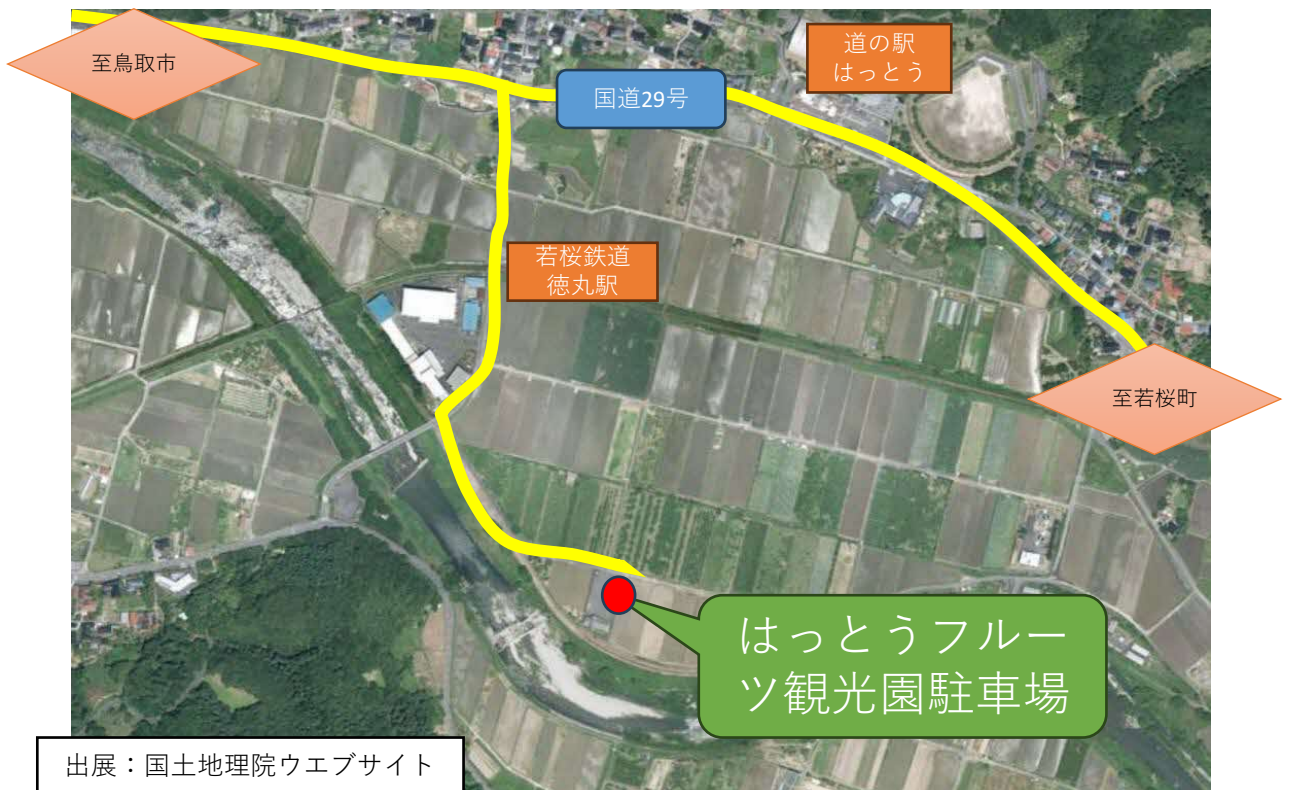 至鳥取市
国道29号
道の駅
はっとう
若桜鉄道
徳丸駅
至若桜町
はっとうフルー
ツ観光園駐車場
出展：国土地理院ウエブサイト